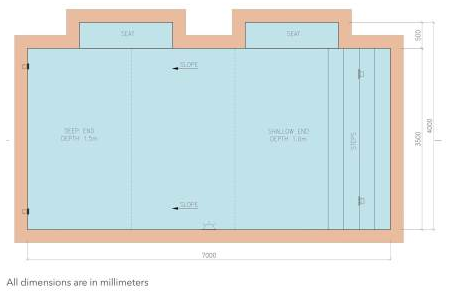 SEAT
SEAT
500
SLOPE
DEEP END
DEPTH 1.5m
SHALLOW END
DEPTH 1.0m
STEPS
3500
4000
SLOPE
7000
All dimensions are in millimeters